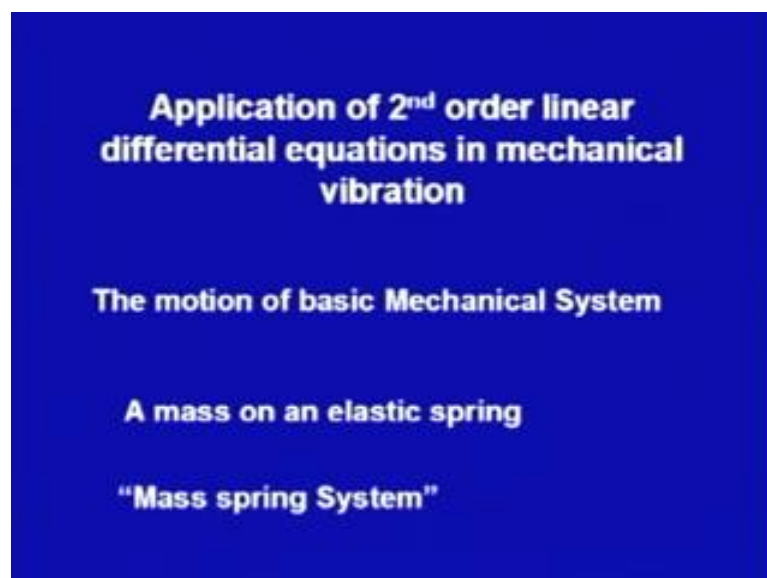 Application of 2nd order linear
differential equations in mechanical
vibration
The motion of basic Mechanical System
A mass on an elastic spring
“Mass spring System”